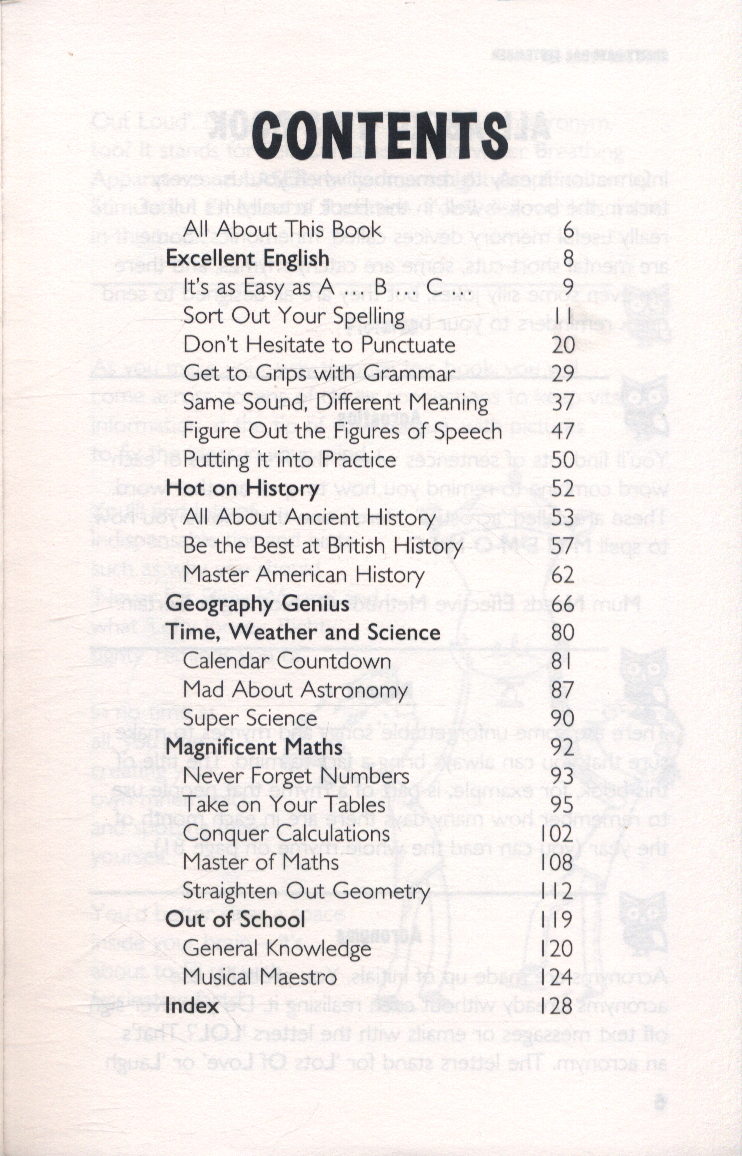 CONTENTS
All About This Book 6
Excellent English 8
It's as Easy as A ... B ... C ... 9
Sort Out Your Spelling 11
Don't Hesitate to Punctuate 20
Get to Grips with Grammar 29
Same Sound, Different Meaning 37
Figure Out the Figures of Speech 47
Putting it into Practice 50
Hot on History 52
All About Ancient History 53
Be the Best at British History 57
Master American History 62
Geography Genius 66
Time, Weather and Science 80
Calendar Countdown 81
Mad About Astronomy 87
Super Science 90
Magnificent Maths 92
Never Forget Numbers 93
Take on Your Tables 95
Conquer Calculations 102
Master of Maths 108
Straighten Out Geometry 112
Out of School 119
General Knowledge 120
Musical Maestro 124
Index 128